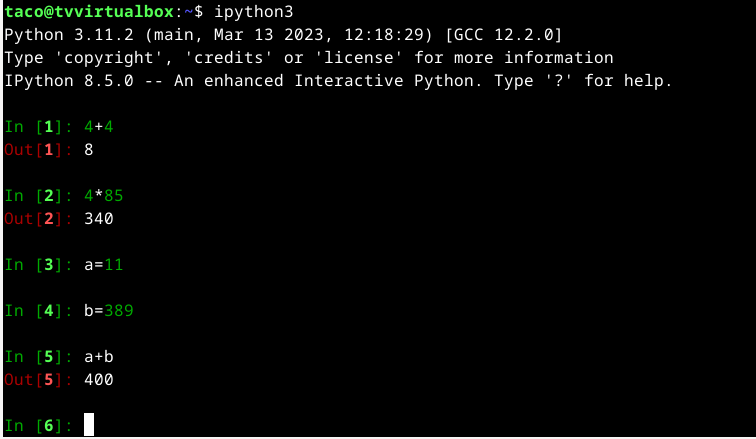 taco@tvvirtualbox:~$ ipython3
Python 3.11.2 (main, Mar 13 2023, 12:18:29) [GCC 12.2.0]
Type 'copyright', 'credits' or 'license' for more information
IPython 8.5.0 -- An enhanced Interactive Python. Type '?' for help.
In [1]: 4+4
Out[1]: 8
In [2]: 4*85
Out[2]: 340
In [3]: a=11
In [4]: b=389
In [5]: a+b
Out[5]: 400
In [6]: